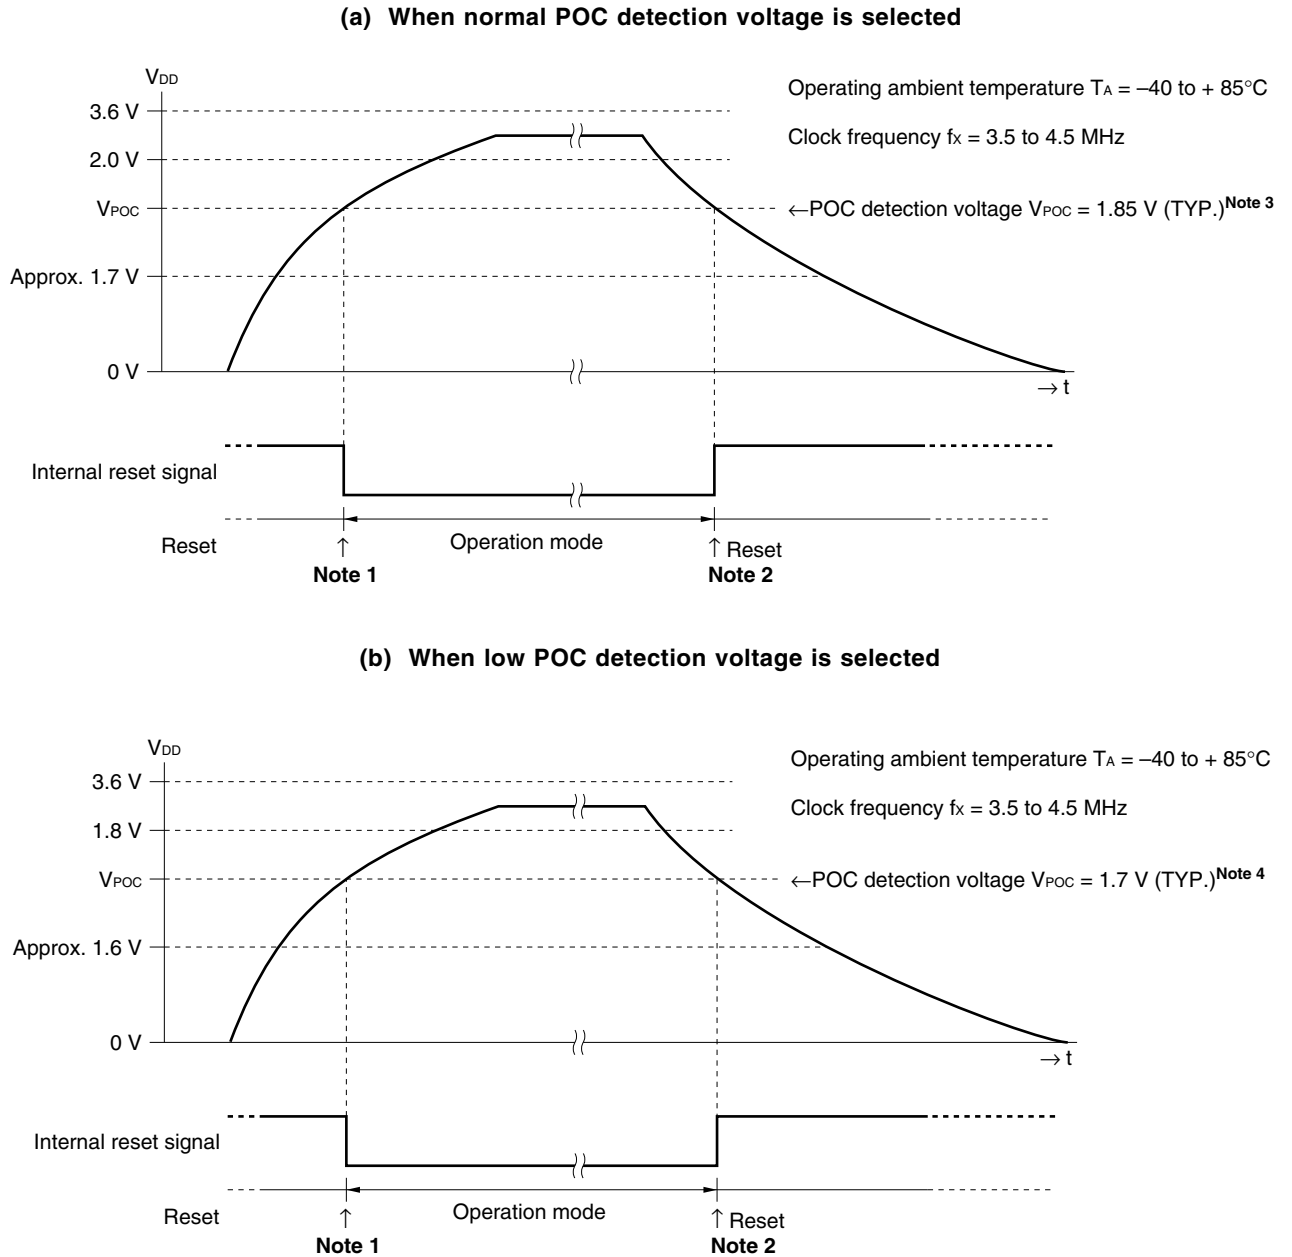 (a) When normal POC detection voltage is selected
VDD
Operating ambient temperature TA = –40 to + 85°C
3.6 V
Clock frequency fX = 3.5 to 4.5 MHz
2.0 V
VPOC
←POC detection voltage VPOC = 1.85 V (TYP.)Note 3
Approx. 1.7 V
0 V
→ t
Internal reset signal
Reset
↑
Operation mode
↑ Reset
Note 1
Note 2
(b) When low POC detection voltage is selected
VDD
Operating ambient temperature TA = –40 to + 85°C
3.6 V
Clock frequency fX = 3.5 to 4.5 MHz
1.8 V
VPOC
←POC detection voltage VPOC = 1.7 V (TYP.)Note 4
Approx. 1.6 V
0 V
→ t
Internal reset signal
Reset
↑
Operation mode
↑ Reset
Note 1
Note 2